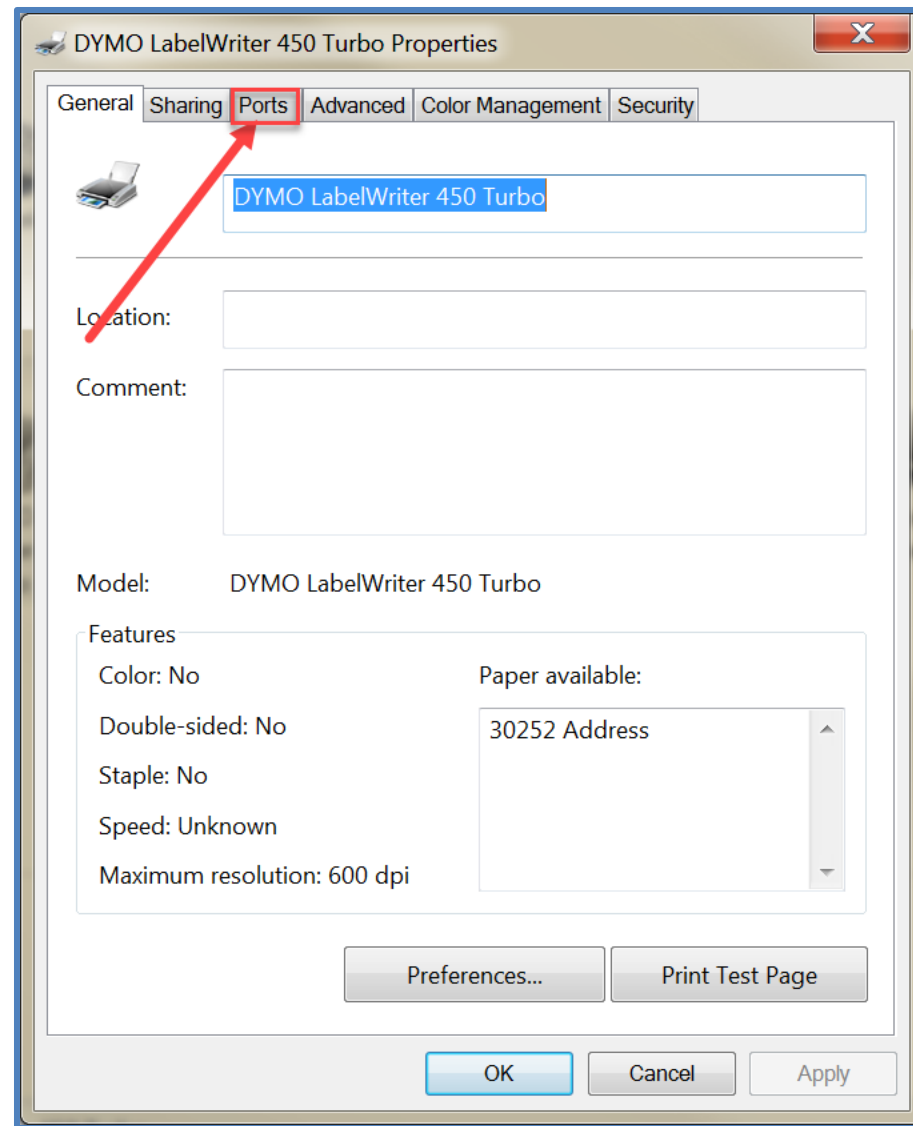 DYMO LabelWriter 450 Turbo Properties
General Sharing Ports Advanced Color Management Security
DYMO LabelWriter 450 Turbo
Location:
Comment:
Model: DYMO LabelWriter 450 Turbo
Features
Color: No
Double-sided: No
Staple: No
Speed: Unknown
Maximum resolution: 600 dpi
Paper available:
30252 Address
Preferences... Print Test Page
OK Cancel Apply